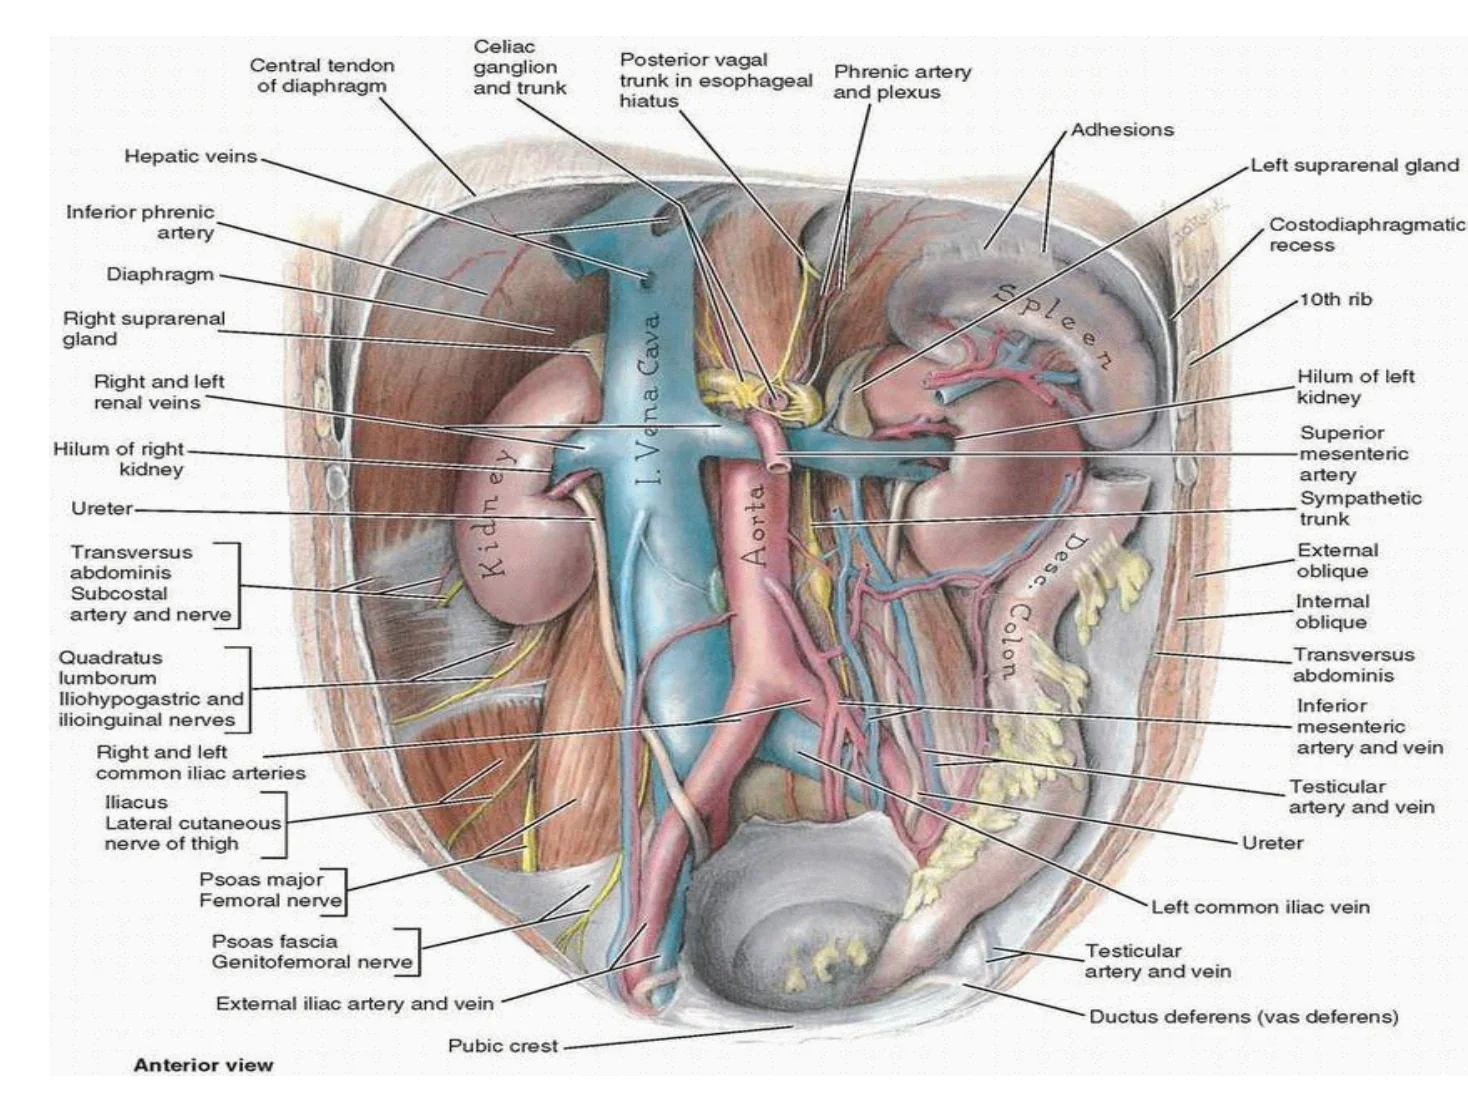 Central tendon
of diaphragm
Celiac
ganglion
and trunk
Posterior vagal
trunk in esophageal
hiatus
Phrenic artery
and plexus
Adhesions
Left suprarenal gland
Costodiaphragmatic
recess
10th rib
Hilum of left
kidney
Superior
mesenteric
artery
Sympathetic
trunk
External
oblique
Internal
oblique
Transversus
abdominis
Inferior
mesenteric
artery and vein
Testicular
artery and vein
Ureter
Left common iliac vein
Testicular
artery and vein
Ductus deferens (vas deferens)
Hepatic veins
Inferior phrenic
artery
Diaphragm
Right suprarenal
gland
Right and left
renal veins
Hilum of right
kidney
Ureter
Transversus
abdominis
Subcostal
artery and nerve
Quadratus
lumborum
Iliohypogastric and
ilioinguinal nerves
Right and left
common iliac arteries
Iliacus
Lateral cutaneous
nerve of thigh
Psoas major
Femoral nerve
Psoas fascia
Genitofemoral nerve
External iliac artery and vein
Pubic crest
Anterior view
Spleen
I. Vena Cava
Kidney
Aorta
Desc. Colon